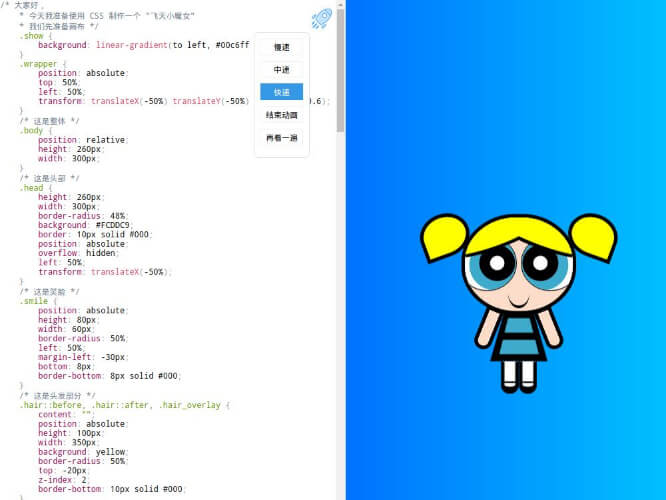 /* 大家好，
* 今天我准备使用 CSS 制作一个 "飞天小魔女"
* 我们先准备画布 */
.show {
background: linear-gradient(to left, #00c6ff
}
.wrapper {
position: absolute;
top: 50%;
left: 50%;
transform: translateX(-50%) translateY(-50%) 0.6);
}
/* 这是整体 */
.body {
position: relative;
height: 260px;
width: 300px;
}
/* 这是头部 */
.head {
height: 260px;
width: 300px;
border-radius: 48%;
background: #FCDDC9;
border: 10px solid #000;
position: absolute;
overflow: hidden;
left: 50%;
transform: translateX(-50%);
}
/* 这是笑脸 */
.smile {
position: absolute;
height: 80px;
width: 60px;
border-radius: 50%;
left: 50%;
margin-left: -30px;
bottom: 8px;
border-bottom: 8px solid #000;
}
/* 这是头发部分 */
.hair::before, .hair::after, .hair_overlay {
content: "";
position: absolute;
height: 100px;
width: 350px;
background: yellow;
border-radius: 50%;
top: -20px;
z-index: 2;
border-bottom: 10px solid #000;
}
慢速
中速
快速
结束动画
再看一遍